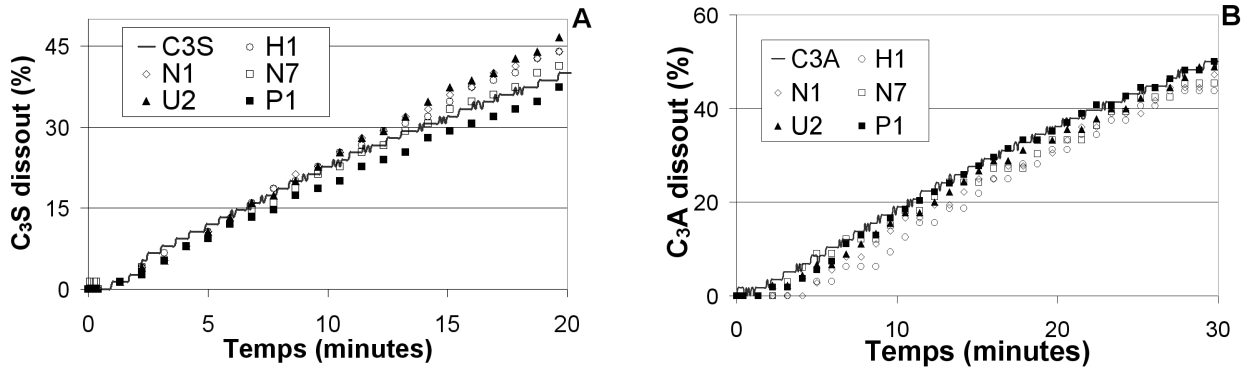 A
C3S dissout (%)
45
30
15
0
C3S
H1
N1
N7
U2
P1
0 5 10 15 20
Temps (minutes)
B
C3A dissout (%)
60
40
20
0
C3A
H1
N1
N7
U2
P1
0 10 20 30
Temps (minutes)